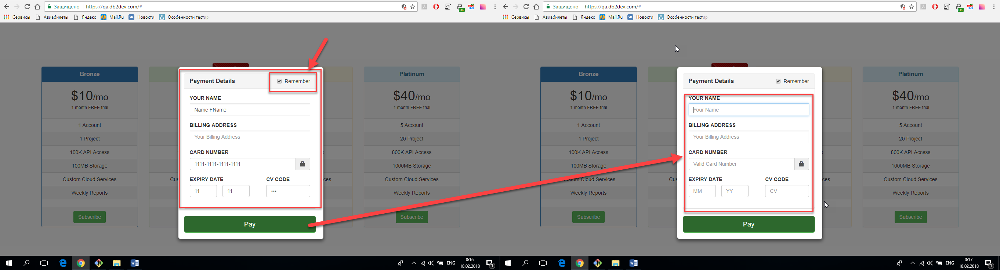 Защищено https://qa.db2dev.com/#
Сервисы Авиабилеты Яндекс Mail.Ru Новости Особенности тестир
Bronze
$10/mo
1 month FREE trial
1 Account
1 Project
100K API Access
100MB Storage
Custom Cloud Services
Weekly Reports
Subscribe
Payment Details
Remember
YOUR NAME
Name FName
BILLING ADDRESS
Your Billing Address
CARD NUMBER
1111-1111-1111-1111
EXPIRY DATE CV CODE
11 11 •••
Pay
Platinum
$40/mo
1 month FREE trial
5 Account
20 Project
800K API Access
1000MB Storage
Custom Cloud Services
Weekly Reports
Subscribe
ENG
0:16
18.02.2018
1
Защищено https://qa.db2dev.com/#
Сервисы Авиабилеты Яндекс Mail.Ru Новости Особенности тестир
Bronze
$10/mo
1 month FREE trial
1 Account
1 Project
100K API Access
100MB Storage
Custom Cloud Services
Weekly Reports
Subscribe
Payment Details
Remember
YOUR NAME
Your Name
BILLING ADDRESS
Your Billing Address
CARD NUMBER
Valid Card Number
EXPIRY DATE CV CODE
MM YY CV
Pay
Platinum
$40/mo
1 month FREE trial
5 Account
20 Project
800K API Access
1000MB Storage
Custom Cloud Services
Weekly Reports
Subscribe
ENG
0:17
18.02.2018
1